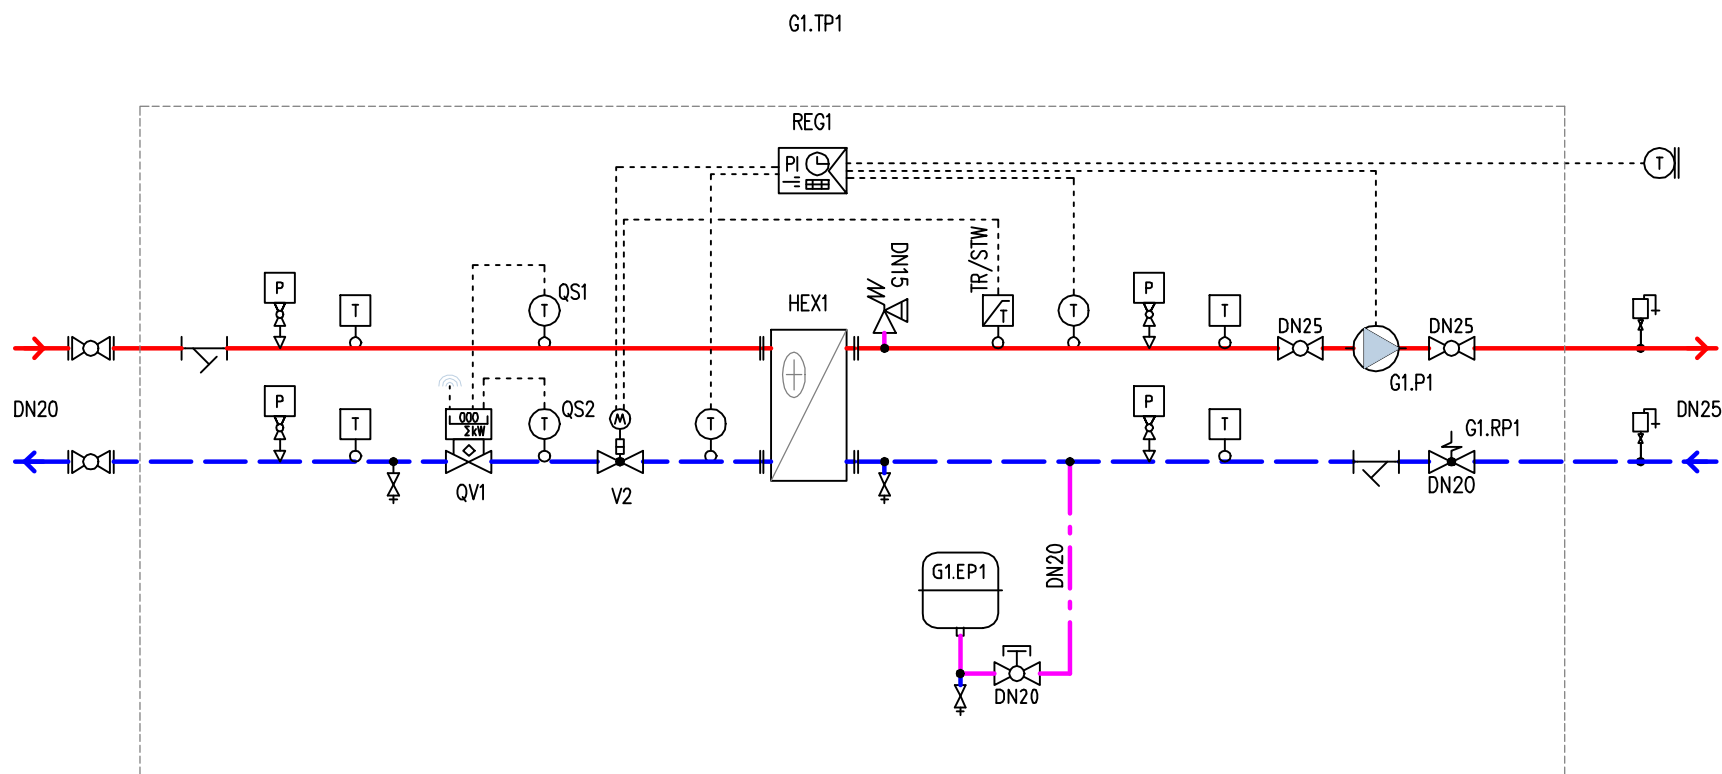 G1.TP1
REG1
PI
T
TR/STW
DN15
P
T
T
QS1
HEX1
T
T
P
T
DN25
DN25
G1.P1
DN20
P
T
000
ΣkW
T
QS2
M
T
P
T
G1.RP1
DN25
QV1
V2
DN20
G1.EP1
DN20
DN20